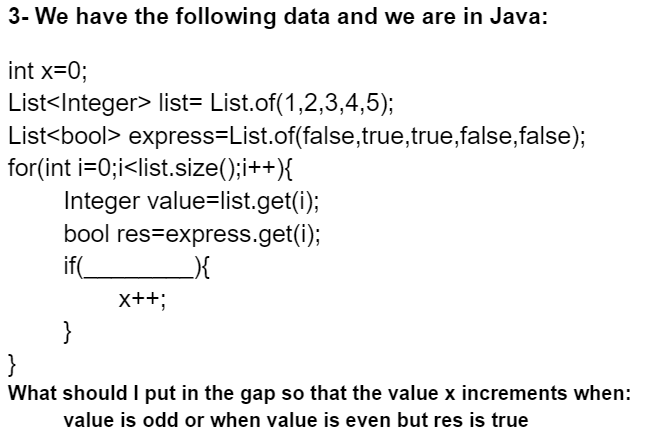 3- We have the following data and we are in Java:
int x=0;
List<Integer> list= List.of(1,2,3,4,5);
List<bool> express=List.of(false,true,true,false,false);
for(int i=0;i<list.size();i++){
Integer value=list.get(i);
bool res=express.get(i);
if(_________){
x++;
}
}
What should I put in the gap so that the value x increments when:
value is odd or when value is even but res is true